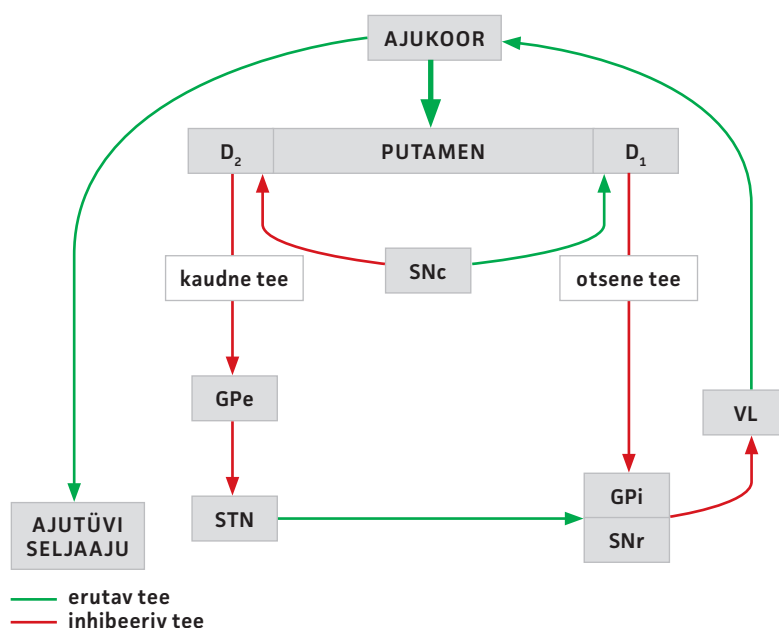 AJUKOOR
D₂ PUTAMEN D₁
SNc
kaudne tee
otsene tee
GPe
VL
GPi
STN
SNr
AJUTÜVI
SELJAAJU
erutav tee
inhibeeriv tee